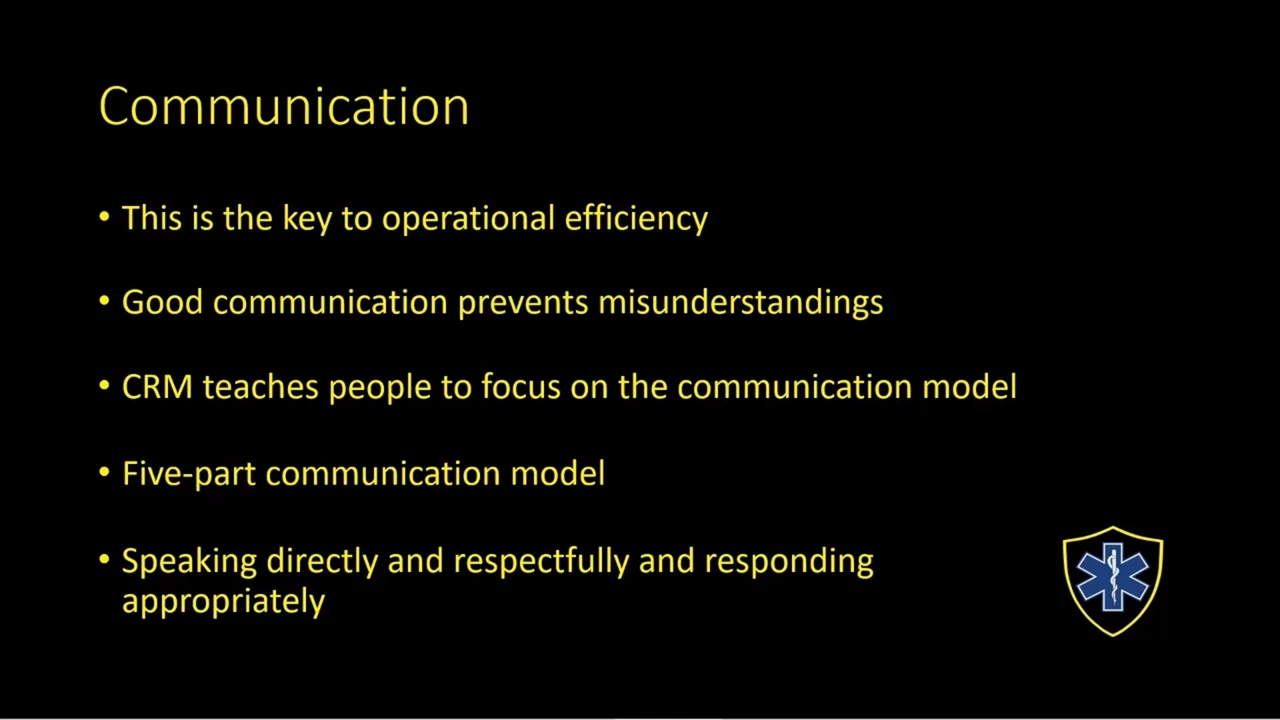 Communication
• This is the key to operational efficiency
• Good communication prevents misunderstandings
• CRM teaches people to focus on the communication model
• Five-part communication model
• Speaking directly and respectfully and responding
appropriately